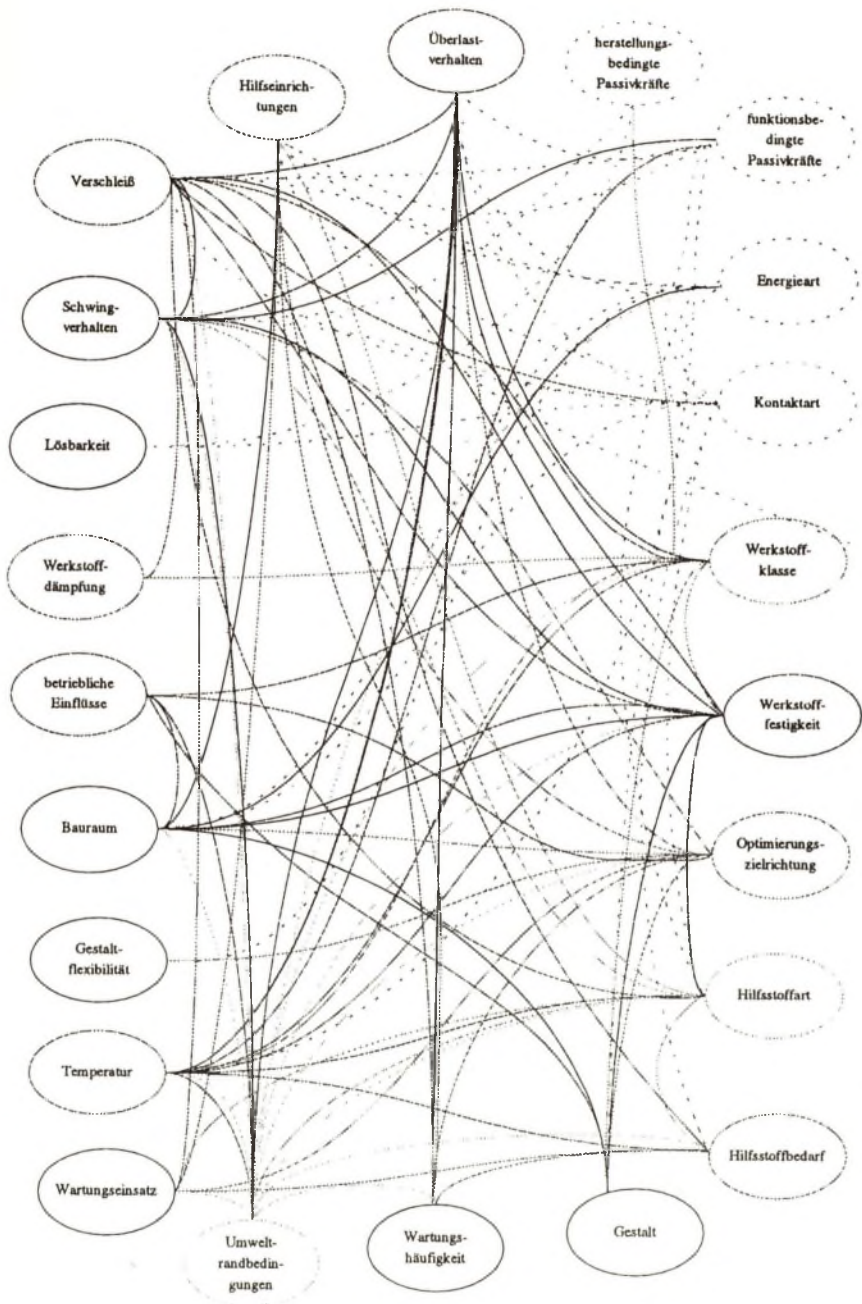 Überlast-
verhalten
herstellungs-
bedingte
Passivkräfte
Hilfseinrich-
tungen
funktionsbe-
dingte
Passivkräfte
Verschleiß
Energieart
Schwing-
verhalten
Kontaktart
Lösbarkeit
Werkstoff-
klasse
Werkstoff-
dämpfung
betriebliche
Einflüsse
Werkstoff-
festigkeit
Bauraum
Optimierungs-
zielrichtung
Gestalt-
flexibilität
Hilfsstoffart
Temperatur
Hilfsstoffbedarf
Wartungseinsatz
Umwelt-
randbedin-
gungen
Wartungs-
häufigkeit
Gestalt